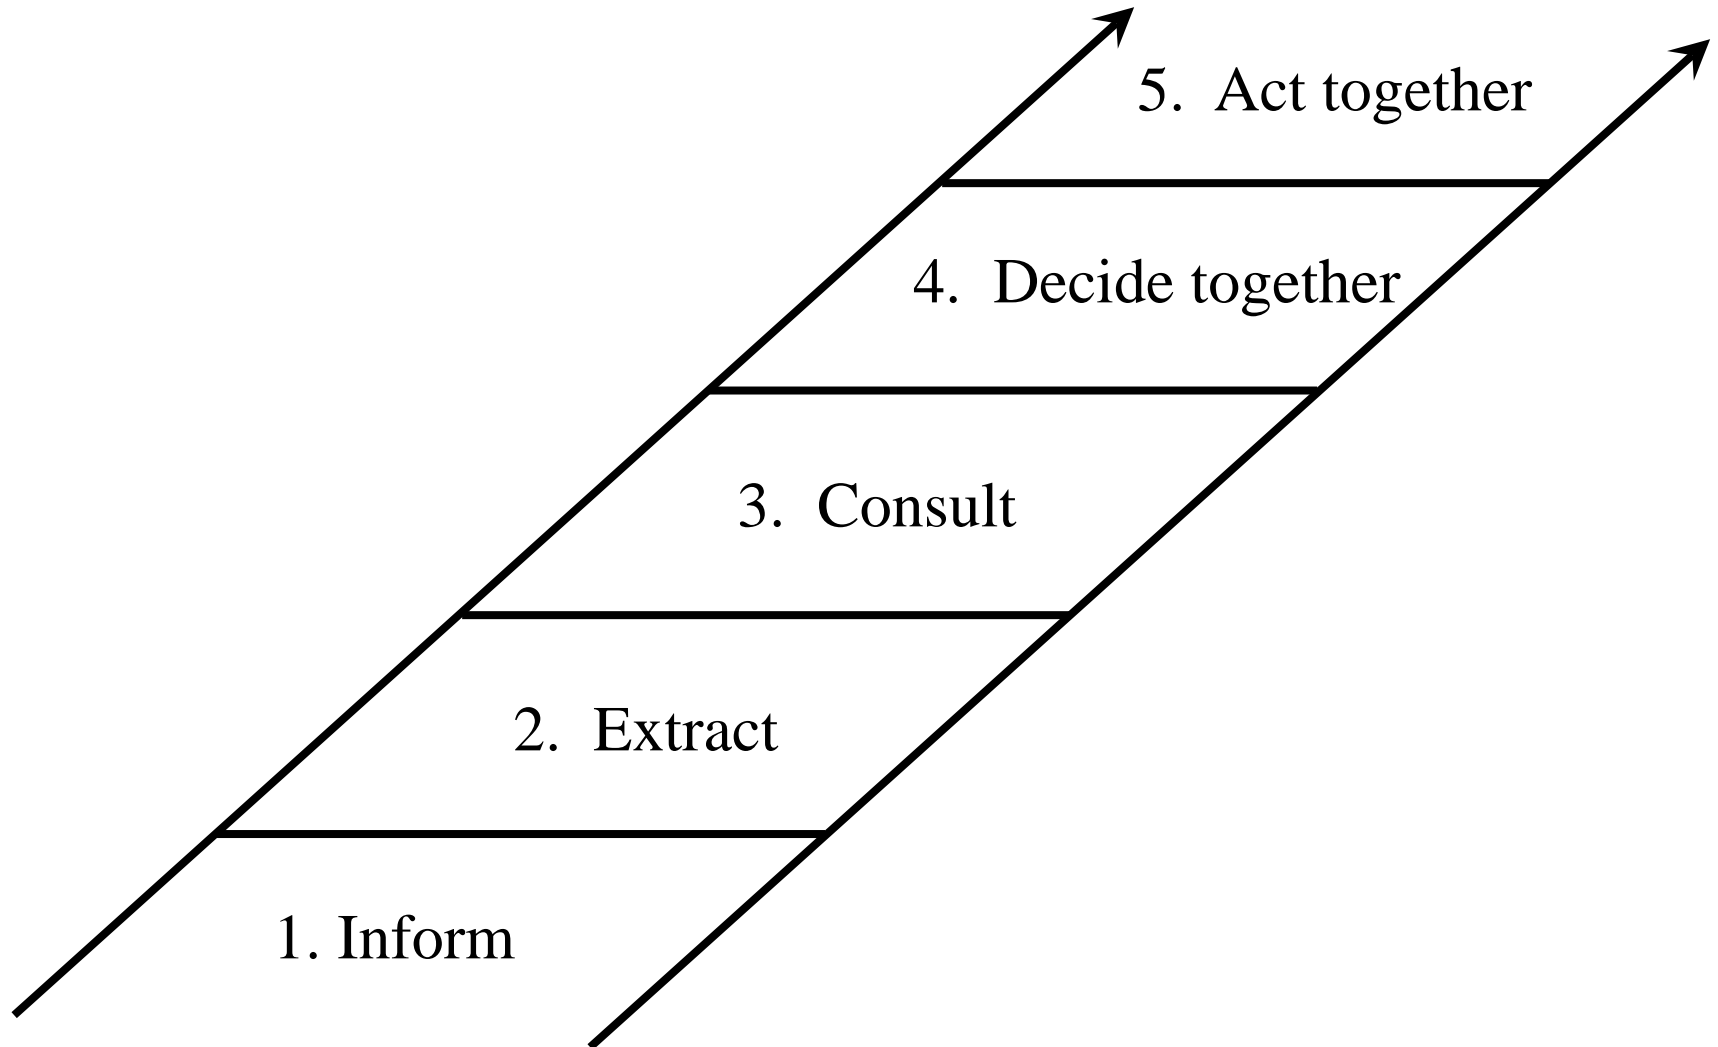 5. Act together
4. Decide together
3. Consult
2. Extract
1. Inform